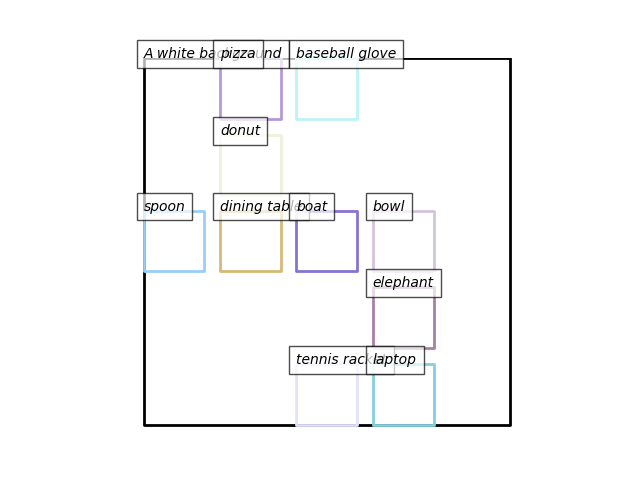 A white background
pizza
baseball glove
donut
spoon
dining table
boat
bowl
elephant
tennis racket
laptop